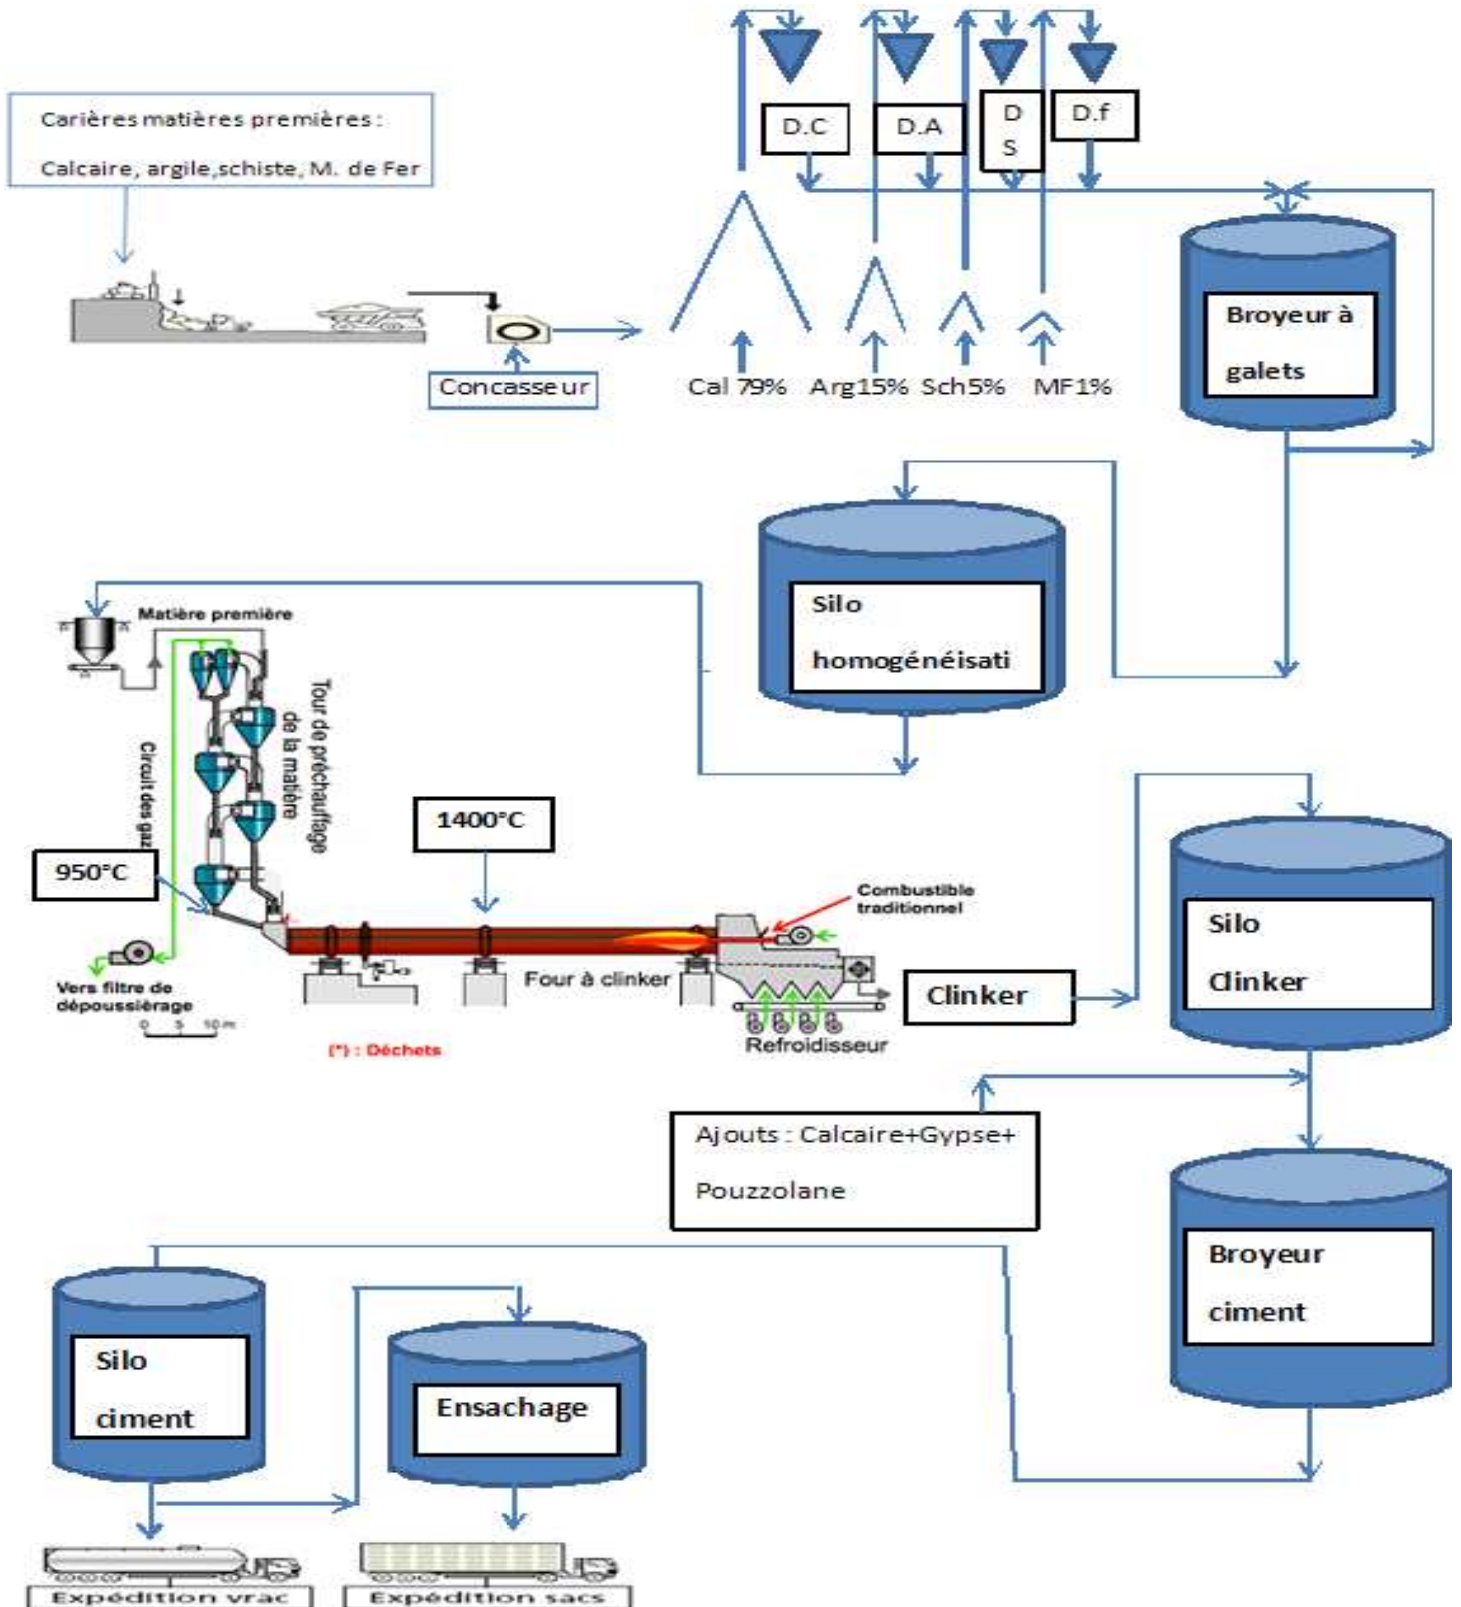 Carières matières premières :
Calcaire, argile,schiste, M. de Fer
D.C
D.A
D
S
D.f
Concasseur
Cal 79%
Arg15%
Sch5%
MF1%
Broyeur à
galets
Silo
homogénéisati
Matière première
Tour de préchauffage
de la matière
Circuit des gaz
950°C
1400°C
Combustible
traditionnel
Four à clinker
Vers filtre de
dépoussiérage
0 5 10 m
(*) : Déchets
Refroidisseur
Clinker
Silo
Clinker
Ajouts : Calcaire+Gypse+
Pouzzolane
Broyeur
ciment
Silo
ciment
Ensachage
Expédition vrac
Expédition sacs